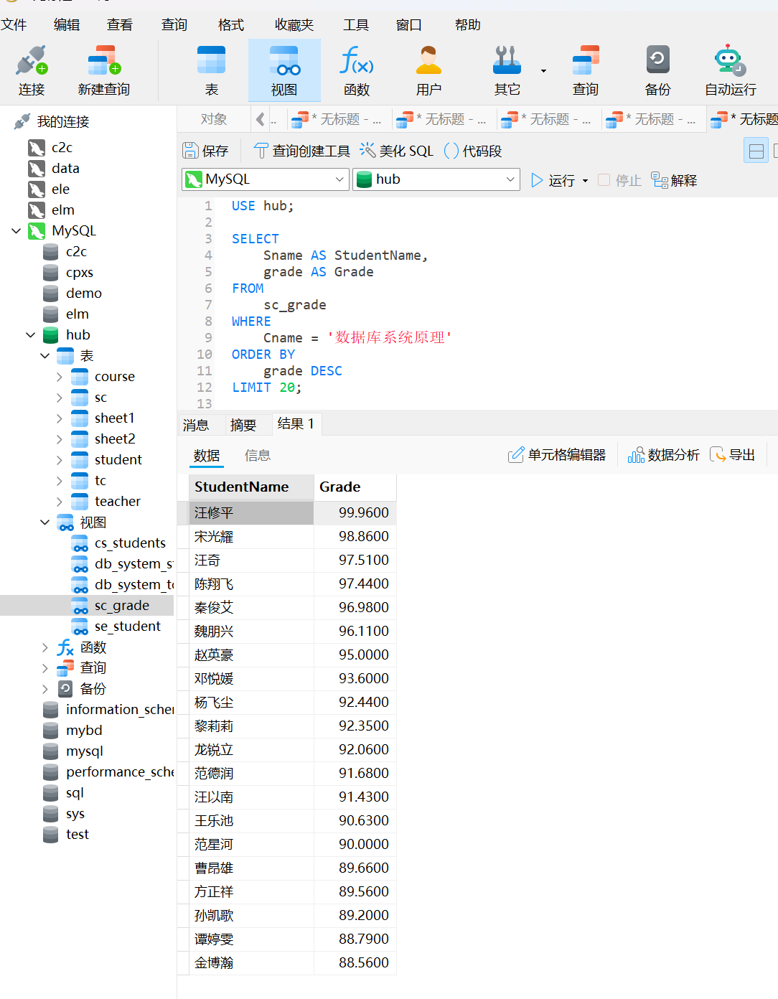 文件 编辑 查看 查询 格式 收藏夹 工具 窗口 帮助
连接 新建查询 表 视图 函数 用户 其它 查询 备份 自动运行
我的连接
c2c
data
ele
elm
MySQL
c2c
cpxs
demo
elm
hub
表
course
sc
sheet1
sheet2
student
tc
teacher
视图
cs_students
db_system_s
db_system_t
sc_grade
se_student
函数
查询
备份
information_scher
mybd
mysql
performance_sche
sql
sys
test
对象 .. * 无标题 - ... * 无标题 - ... * 无标题 - ... * 无标题 - ... * 无标题
保存 查询创建工具 美化 SQL () 代码段
MySQL hub 运行 停止 解释
1 USE hub;
2
3 SELECT
4 Sname AS StudentName,
5 grade AS Grade
6 FROM
7 sc_grade
8 WHERE
9 Cname = '数据库系统原理'
10 ORDER BY
11 grade DESC
12 LIMIT 20;
13
消息 摘要 结果 1
数据 信息 单元格编辑器 数据分析 导出
StudentName Grade
汪修平 99.9600
宋光耀 98.8600
汪奇 97.5100
陈翔飞 97.4400
秦俊艾 96.9800
魏朋兴 96.1100
赵英豪 95.0000
邓悦媛 93.6000
杨飞尘 92.4400
黎莉莉 92.3500
龙锐立 92.0600
范德润 91.6800
汪以南 91.4300
王乐池 90.6300
范星河 90.0000
曹昂雄 89.6600
方正祥 89.5600
孙凯歌 89.2000
谭婷雯 88.7900
金博瀚 88.5600